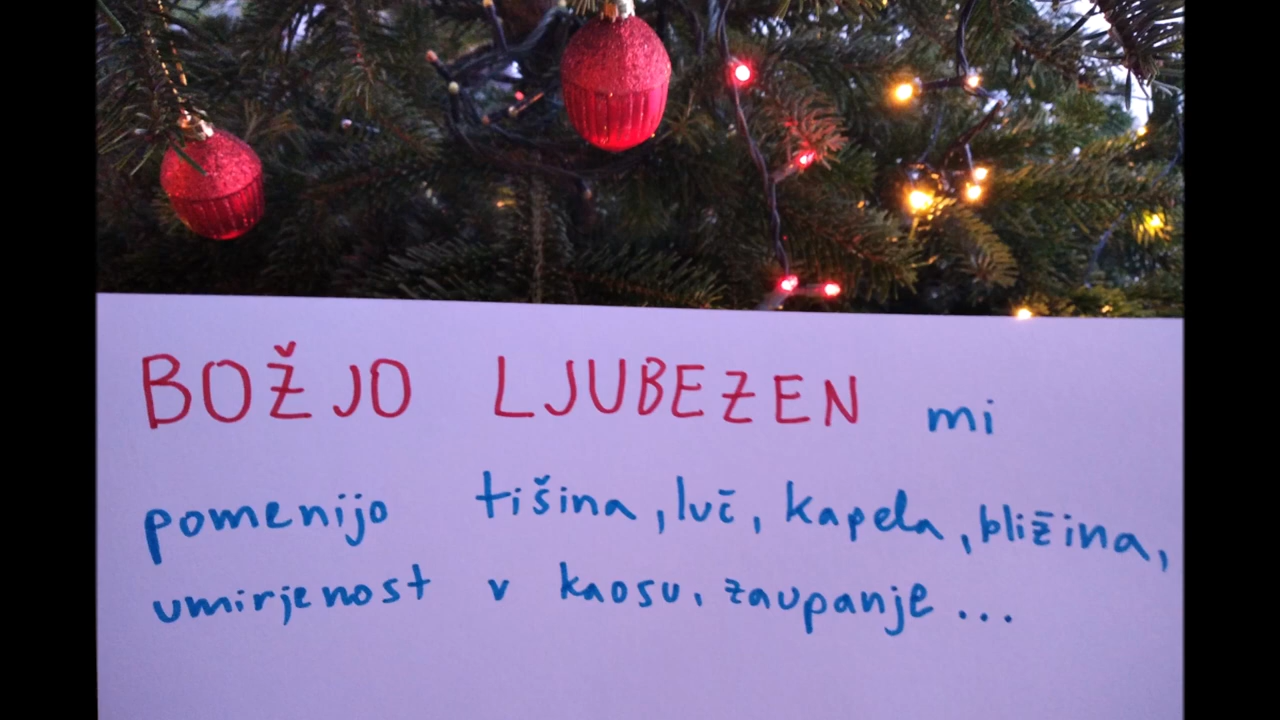 BOŽJO LJUBEZEN mi
pomenijo tišina, luč, kapela, bližina,
umirjenost v kaosu, zaupanje...